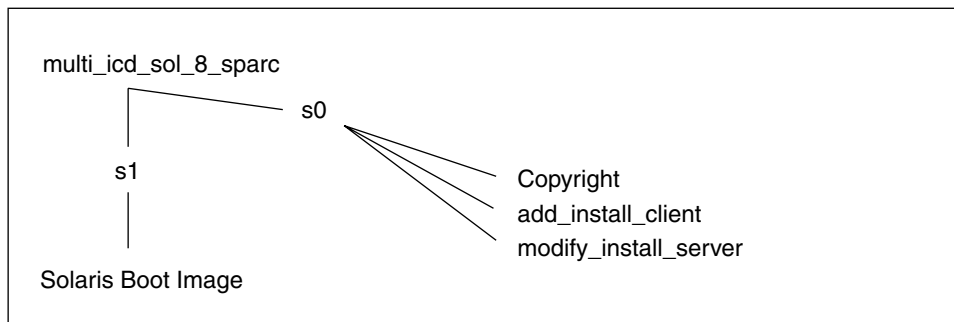 multi_icd_sol_8_sparc
s0
s1
Copyright
add_install_client
modify_install_server
Solaris Boot Image